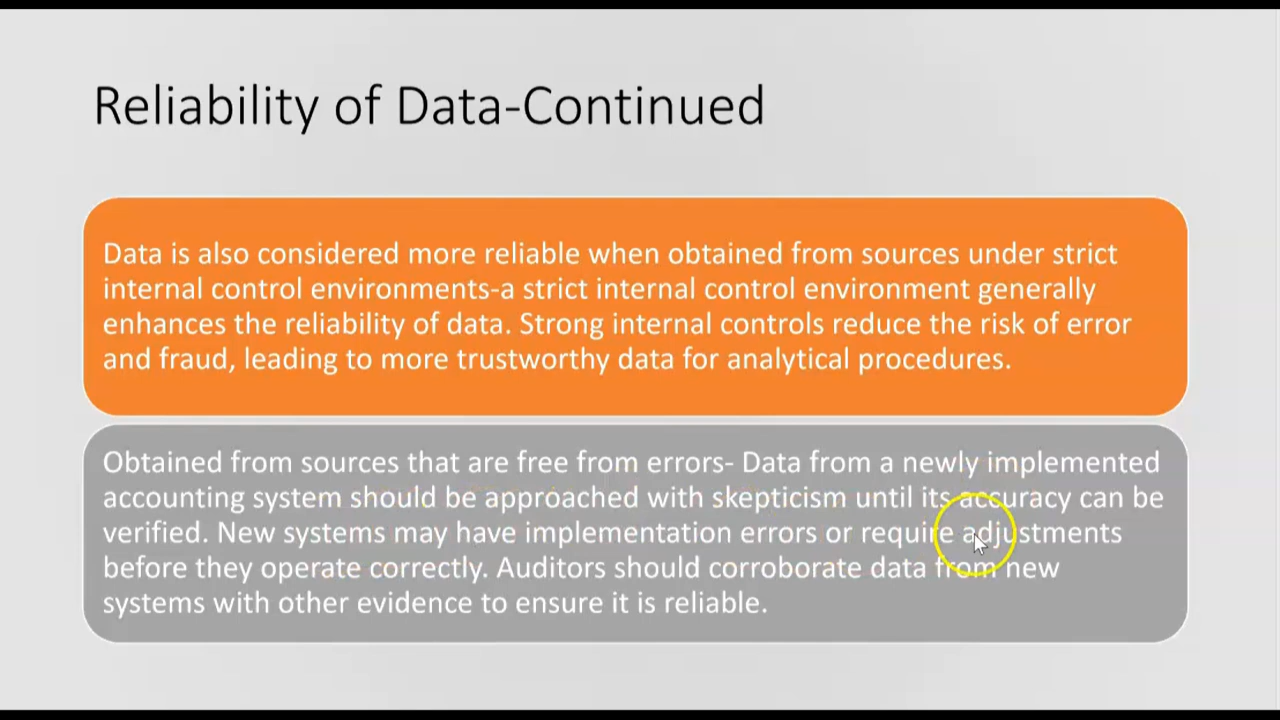 Reliability of Data-Continued
Data is also considered more reliable when obtained from sources under strict
internal control environments-a strict internal control environment generally
enhances the reliability of data. Strong internal controls reduce the risk of error
and fraud, leading to more trustworthy data for analytical procedures.
Obtained from sources that are free from errors- Data from a newly implemented
accounting system should be approached with skepticism until its accuracy can be
verified. New systems may have implementation errors or require adjustments
before they operate correctly. Auditors should corroborate data from new
systems with other evidence to ensure it is reliable.